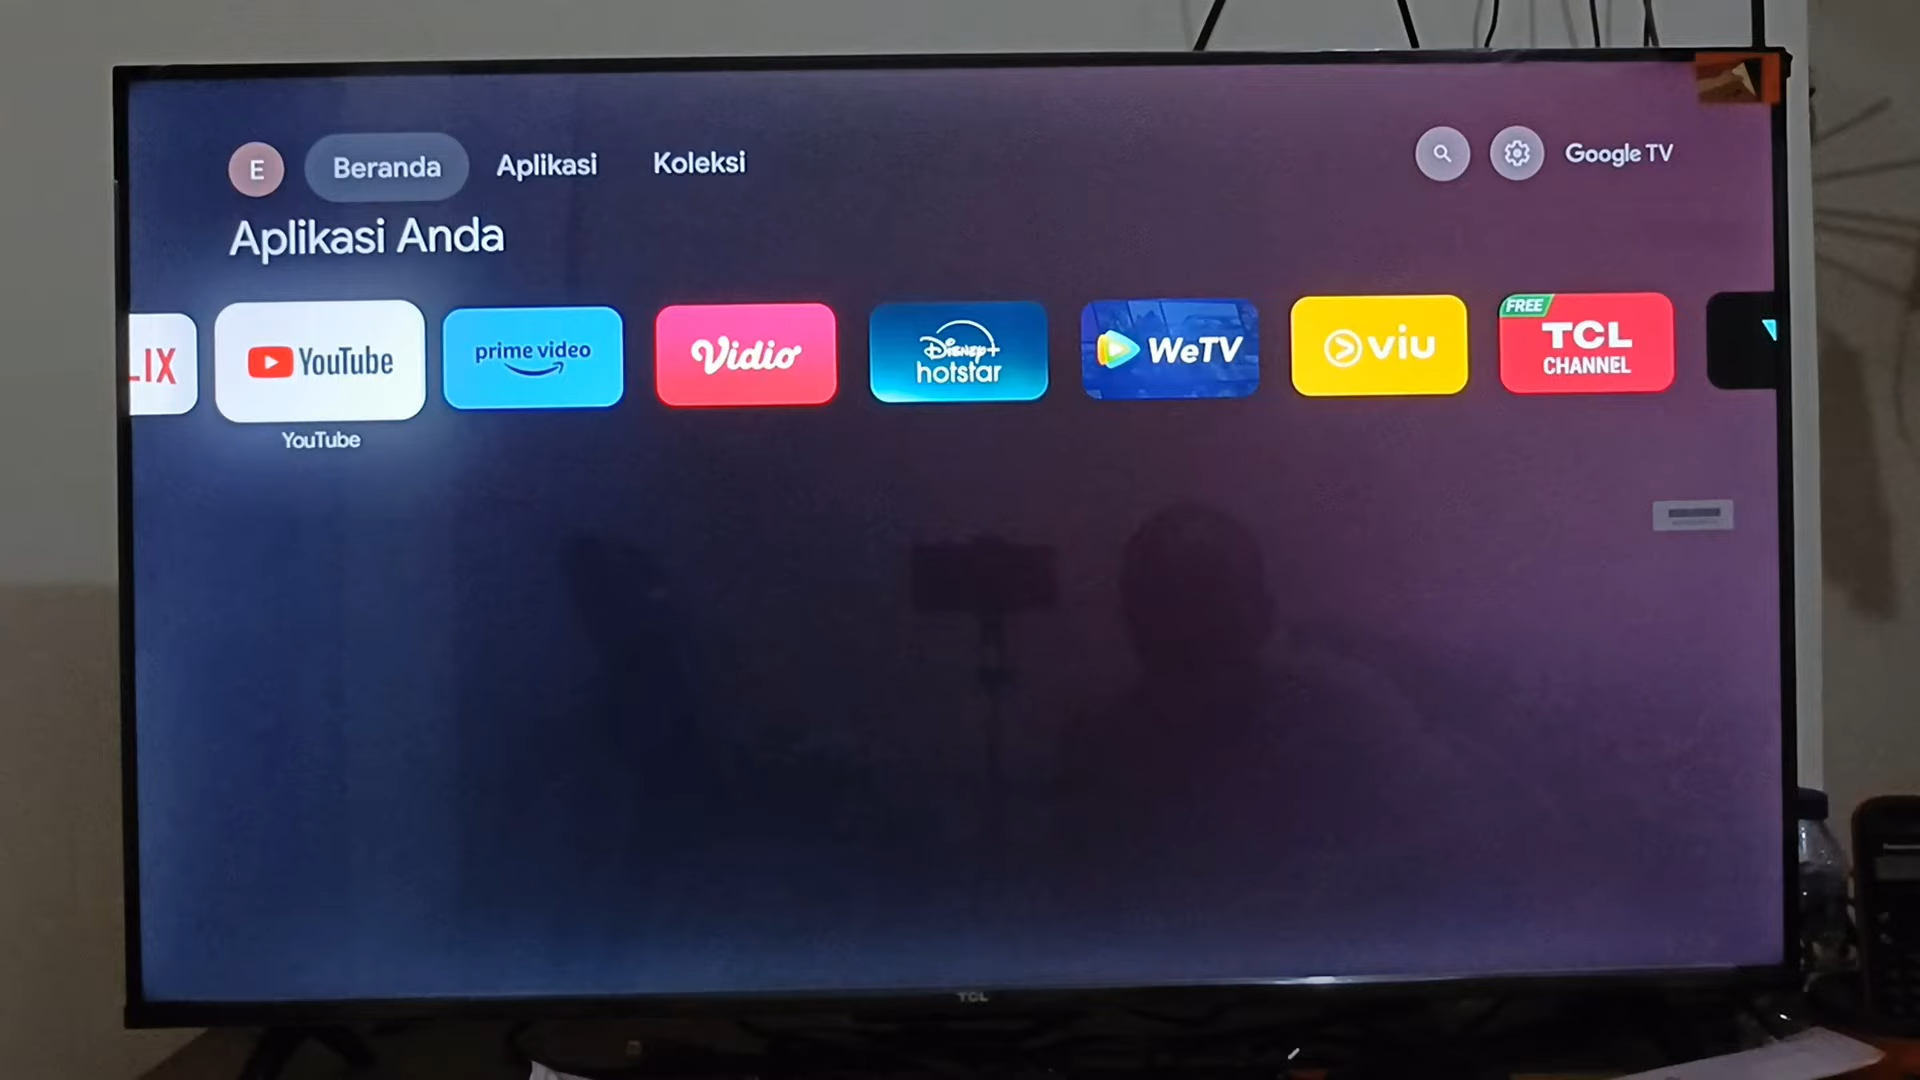 E Beranda Aplikasi Koleksi Google TV
Aplikasi Anda
LIX YouTube prime video Vidio Disney+ hotstar WeTV viu FREE TCL CHANNEL
YouTube
TCL